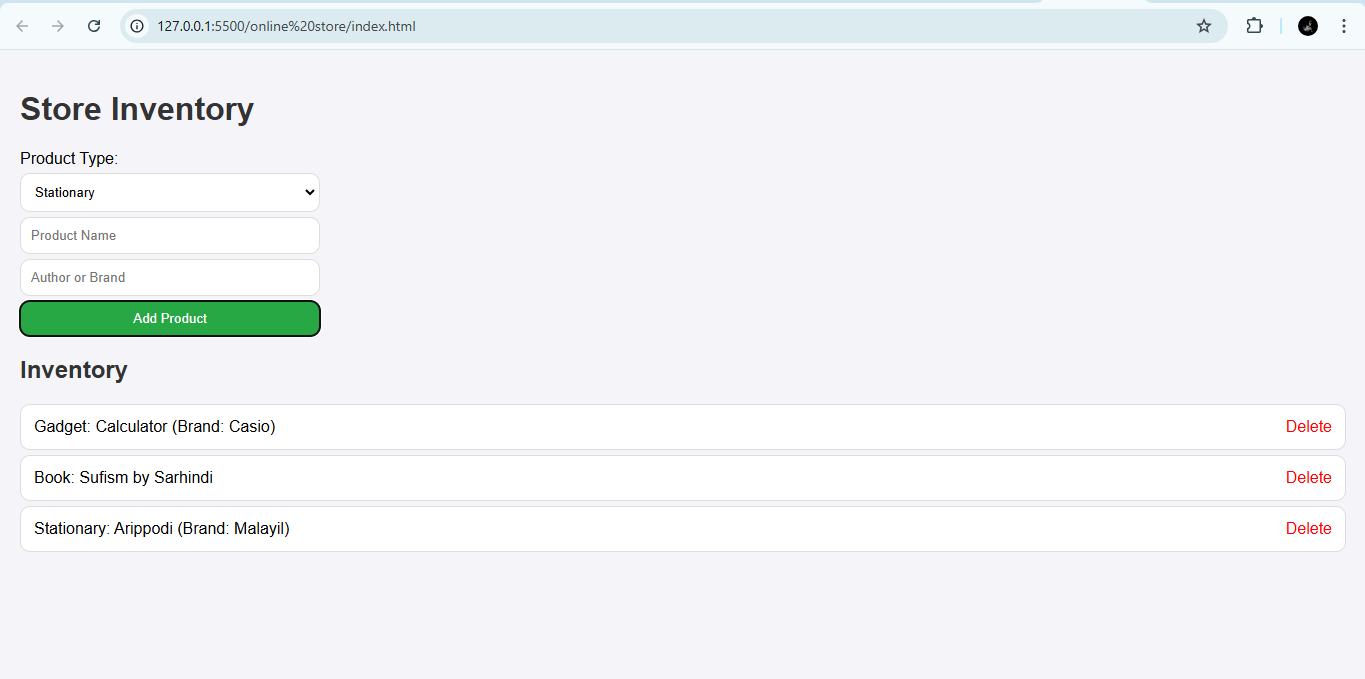 127.0.0.1:5500/online%20store/index.html
Store Inventory
Product Type:
Stationary
Product Name
Author or Brand
Add Product
Inventory
Gadget: Calculator (Brand: Casio) Delete
Book: Sufism by Sarhindi Delete
Stationary: Arippodi (Brand: Malayil) Delete